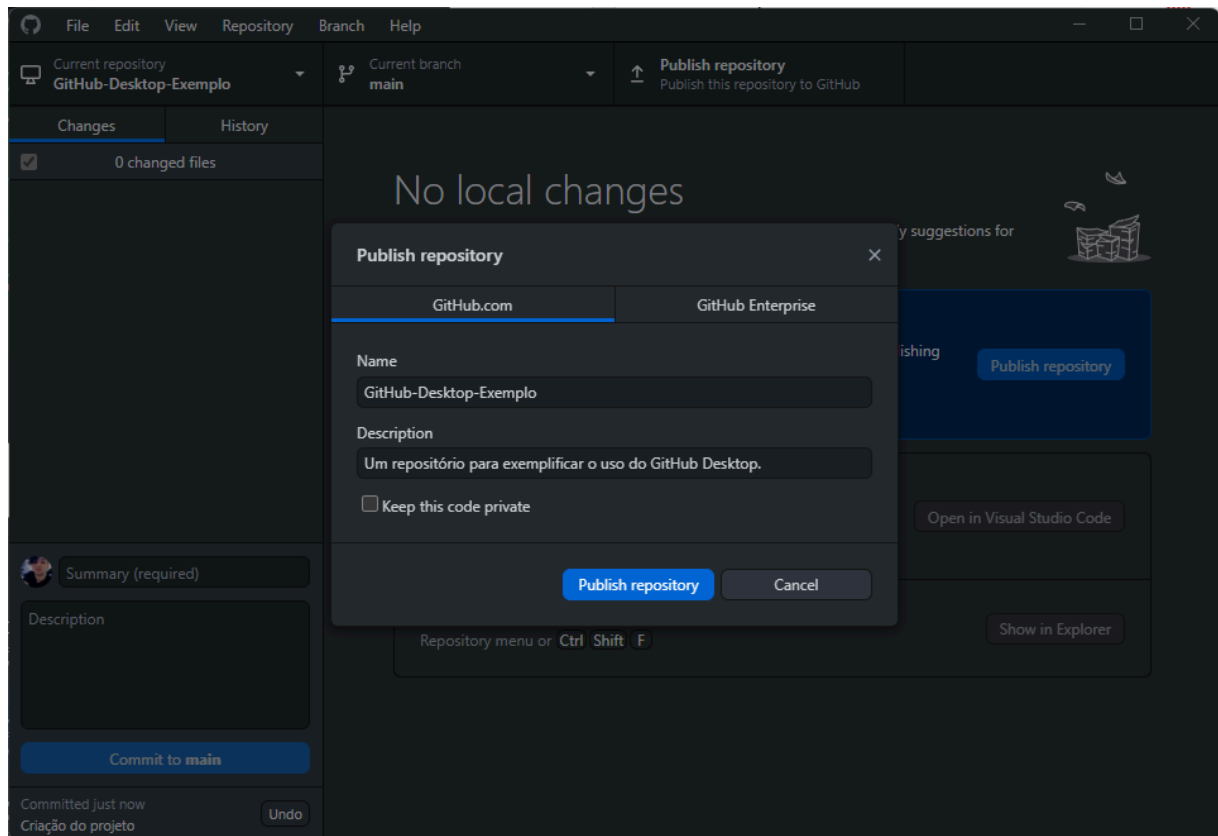 File Edit View Repository Branch Help
Current repository
GitHub-Desktop-Exemplo
Current branch
main
Publish repository
Publish this repository to GitHub
Changes History
0 changed files
No local changes
y suggestions for
Publish repository
GitHub.com GitHub Enterprise
Name
GitHub-Desktop-Exemplo
Description
Um repositório para exemplificar o uso do GitHub Desktop.
Keep this code private
Publish repository Cancel
ishing
Publish repository
Open in Visual Studio Code
Show in Explorer
Repository menu or Ctrl Shift F
Summary (required)
Description
Commit to main
Committed just now
Criação do projeto
Undo